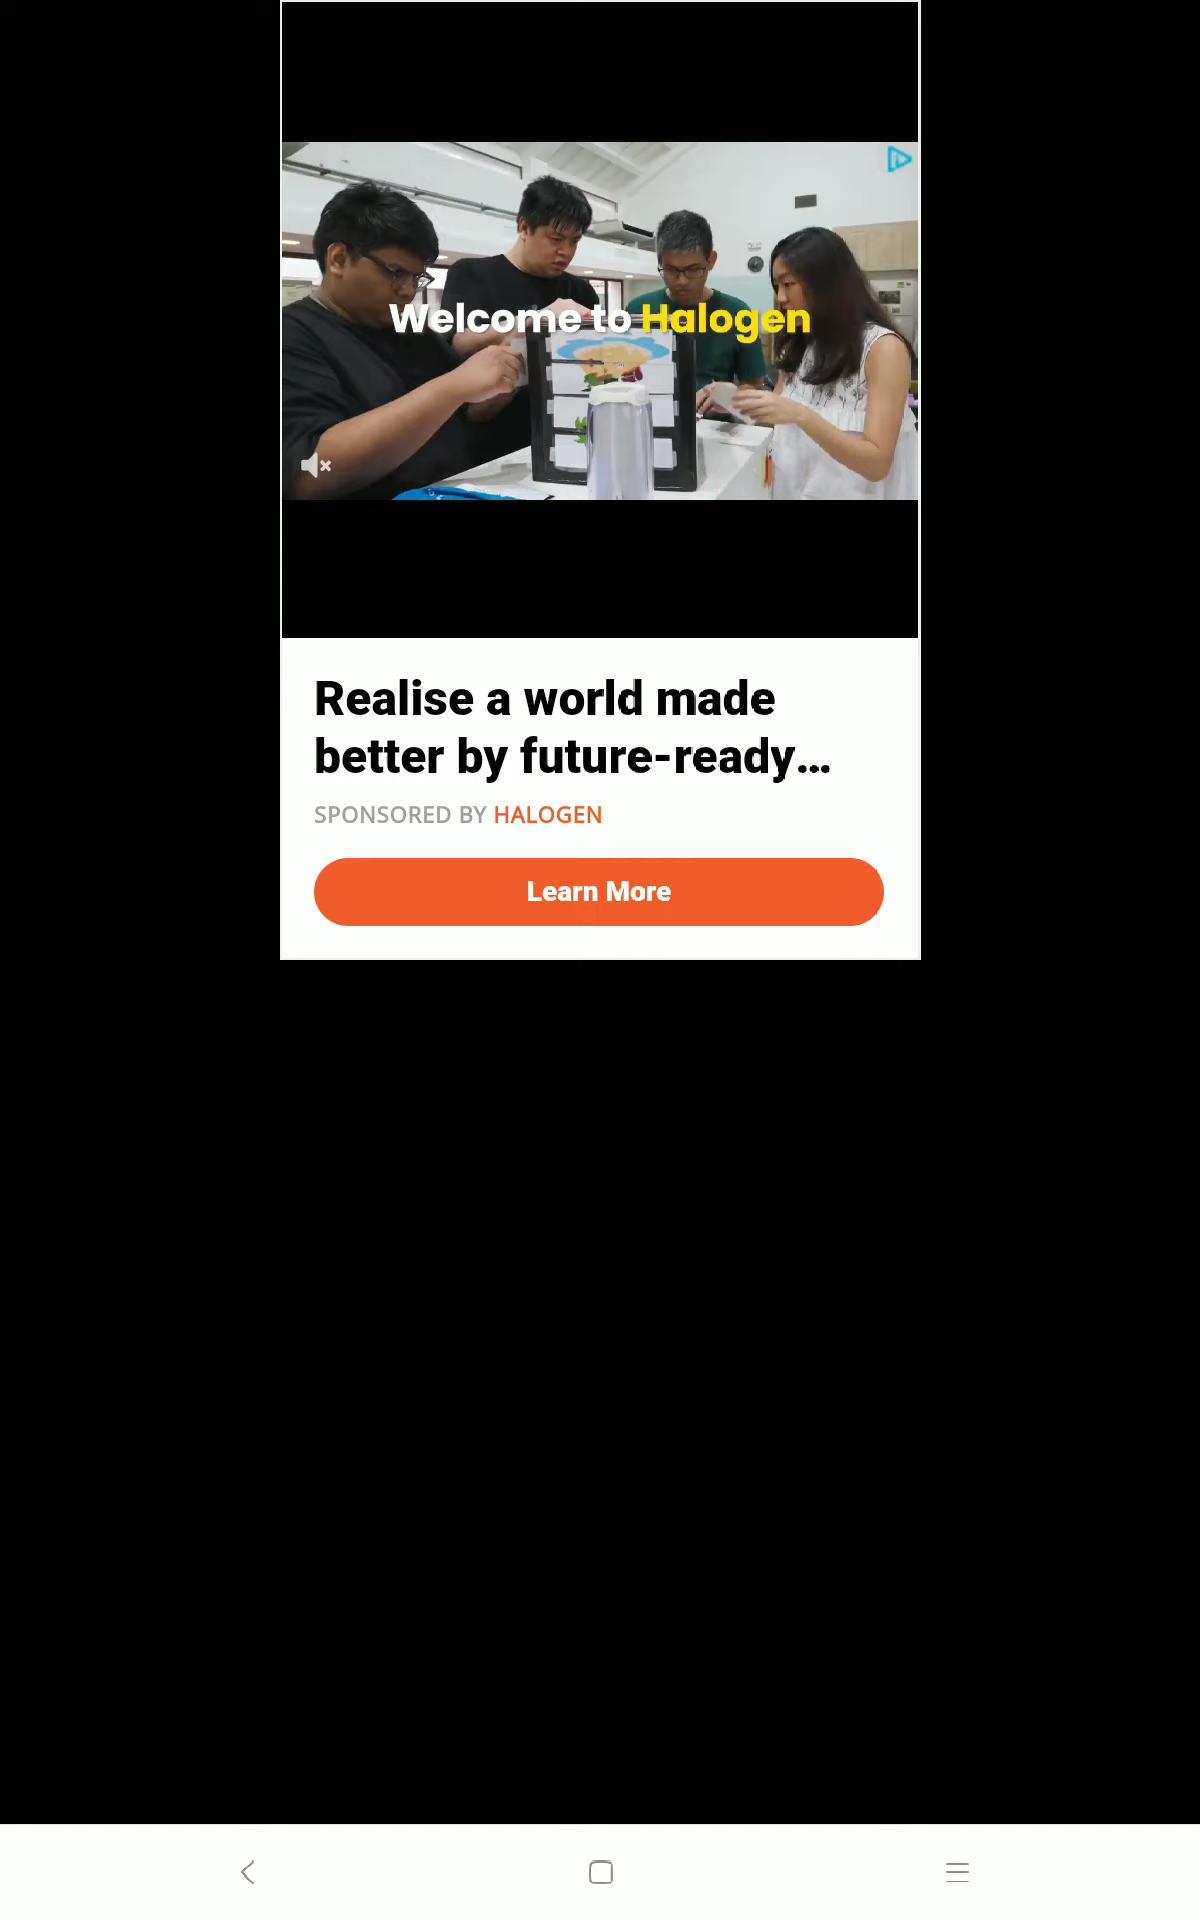 Welcome to Halogen
Realise a world made
better by future-ready...
SPONSORED BY HALOGEN
Learn More